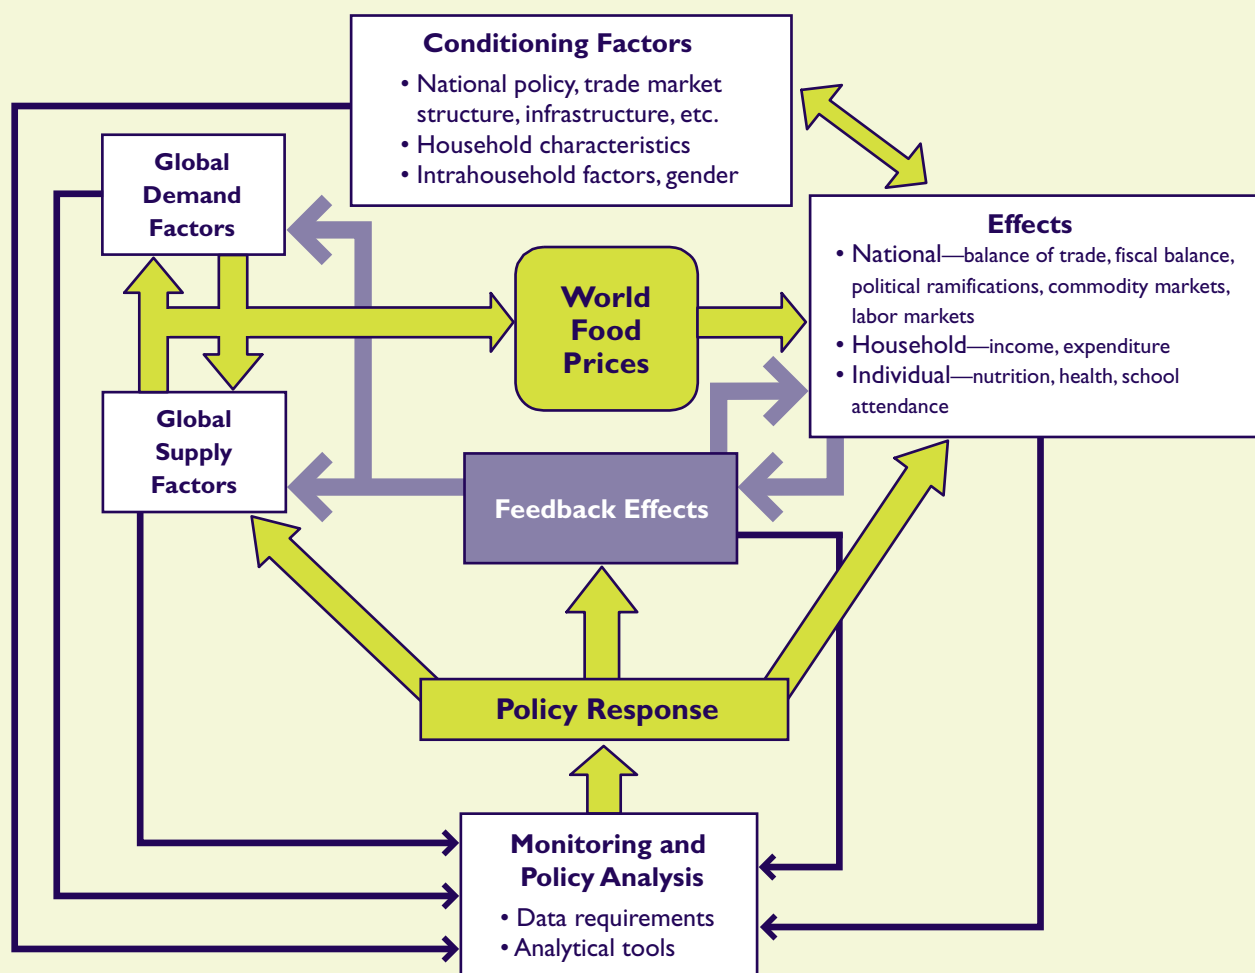 Conditioning Factors
• National policy, trade market
structure, infrastructure, etc.
• Household characteristics
• Intrahousehold factors, gender
Global
Demand
Factors
Effects
• National—balance of trade, fiscal balance,
political ramifications, commodity markets,
labor markets
• Household—income, expenditure
• Individual—nutrition, health, school
attendance
World
Food
Prices
Global
Supply
Factors
Feedback Effects
Policy Response
Monitoring and
Policy Analysis
• Data requirements
• Analytical tools